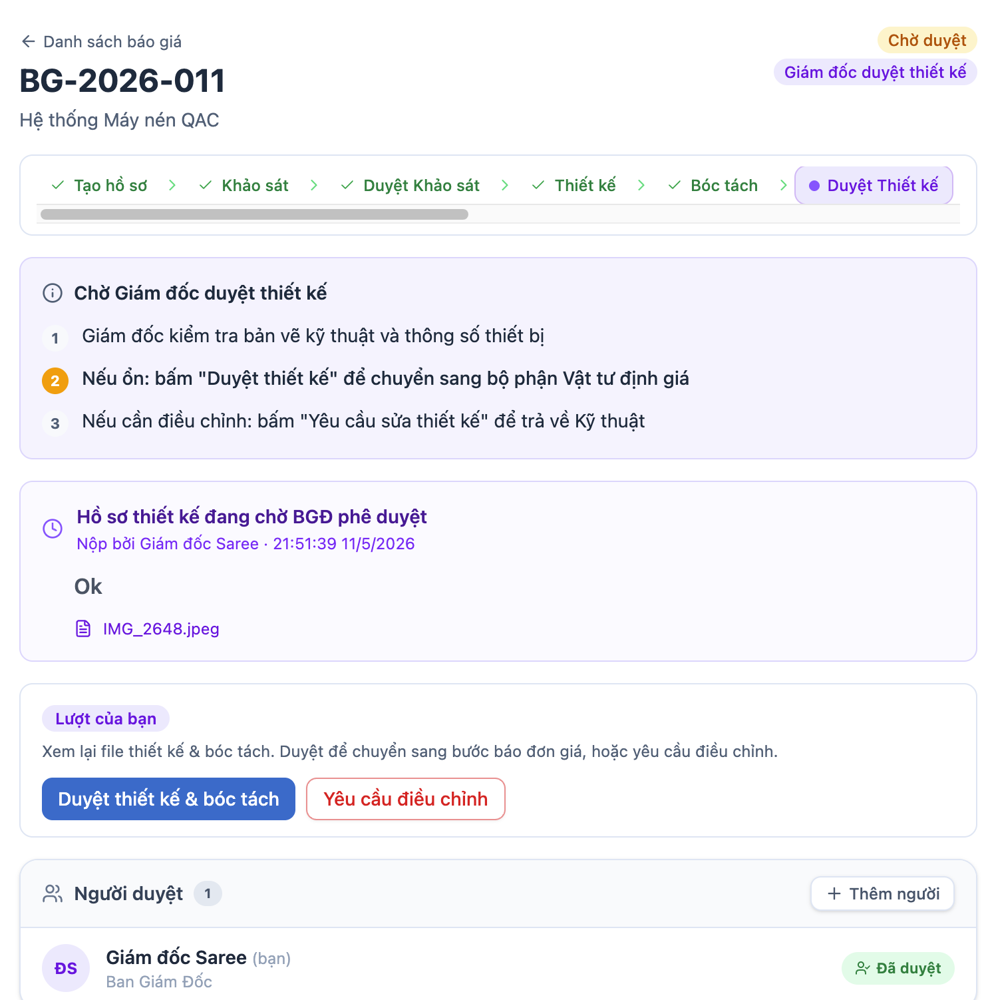 Danh sách báo giá
Chờ duyệt
BG-2026-011
Giám đốc duyệt thiết kế
Hệ thống Máy nén QAC
Tạo hồ sơ
Khảo sát
Duyệt Khảo sát
Thiết kế
Bóc tách
Duyệt Thiết kế
Chờ Giám đốc duyệt thiết kế
1 Giám đốc kiểm tra bản vẽ kỹ thuật và thông số thiết bị
2 Nếu ổn: bấm "Duyệt thiết kế" để chuyển sang bộ phận Vật tư định giá
3 Nếu cần điều chỉnh: bấm "Yêu cầu sửa thiết kế" để trả về Kỹ thuật
Hồ sơ thiết kế đang chờ BGĐ phê duyệt
Nộp bởi Giám đốc Saree · 21:51:39 11/5/2026
Ok
IMG_2648.jpeg
Lượt của bạn
Xem lại file thiết kế & bóc tách. Duyệt để chuyển sang bước báo đơn giá, hoặc yêu cầu điều chỉnh.
Duyệt thiết kế & bóc tách
Yêu cầu điều chỉnh
Người duyệt 1
Thêm người
ĐS
Giám đốc Saree (bạn)
Ban Giám Đốc
Đã duyệt